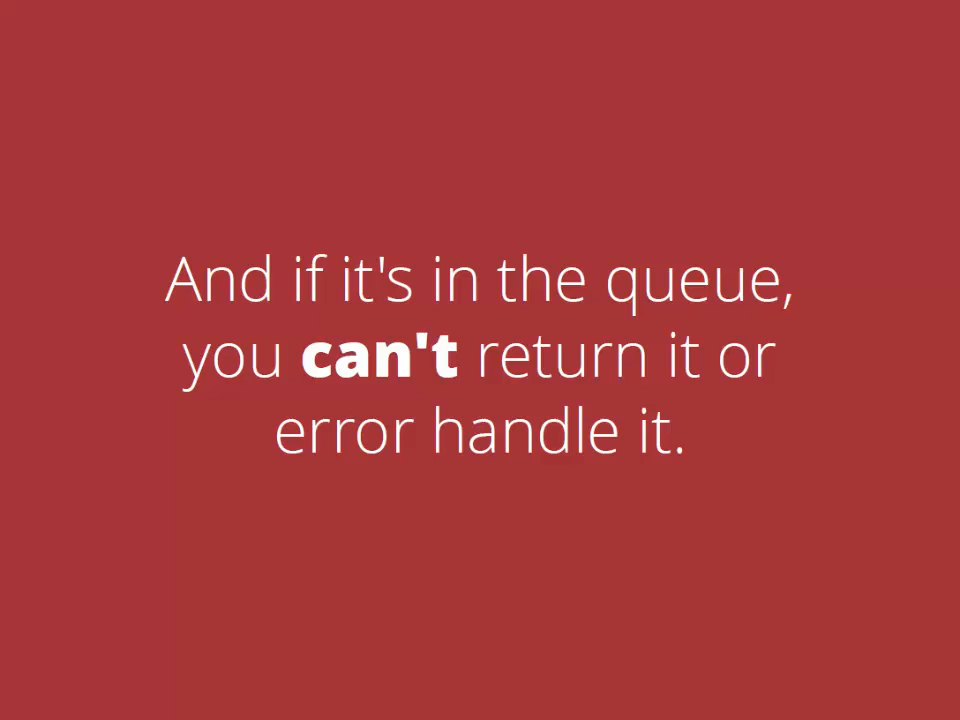 And if it's in the queue,
you can't return it or
error handle it.